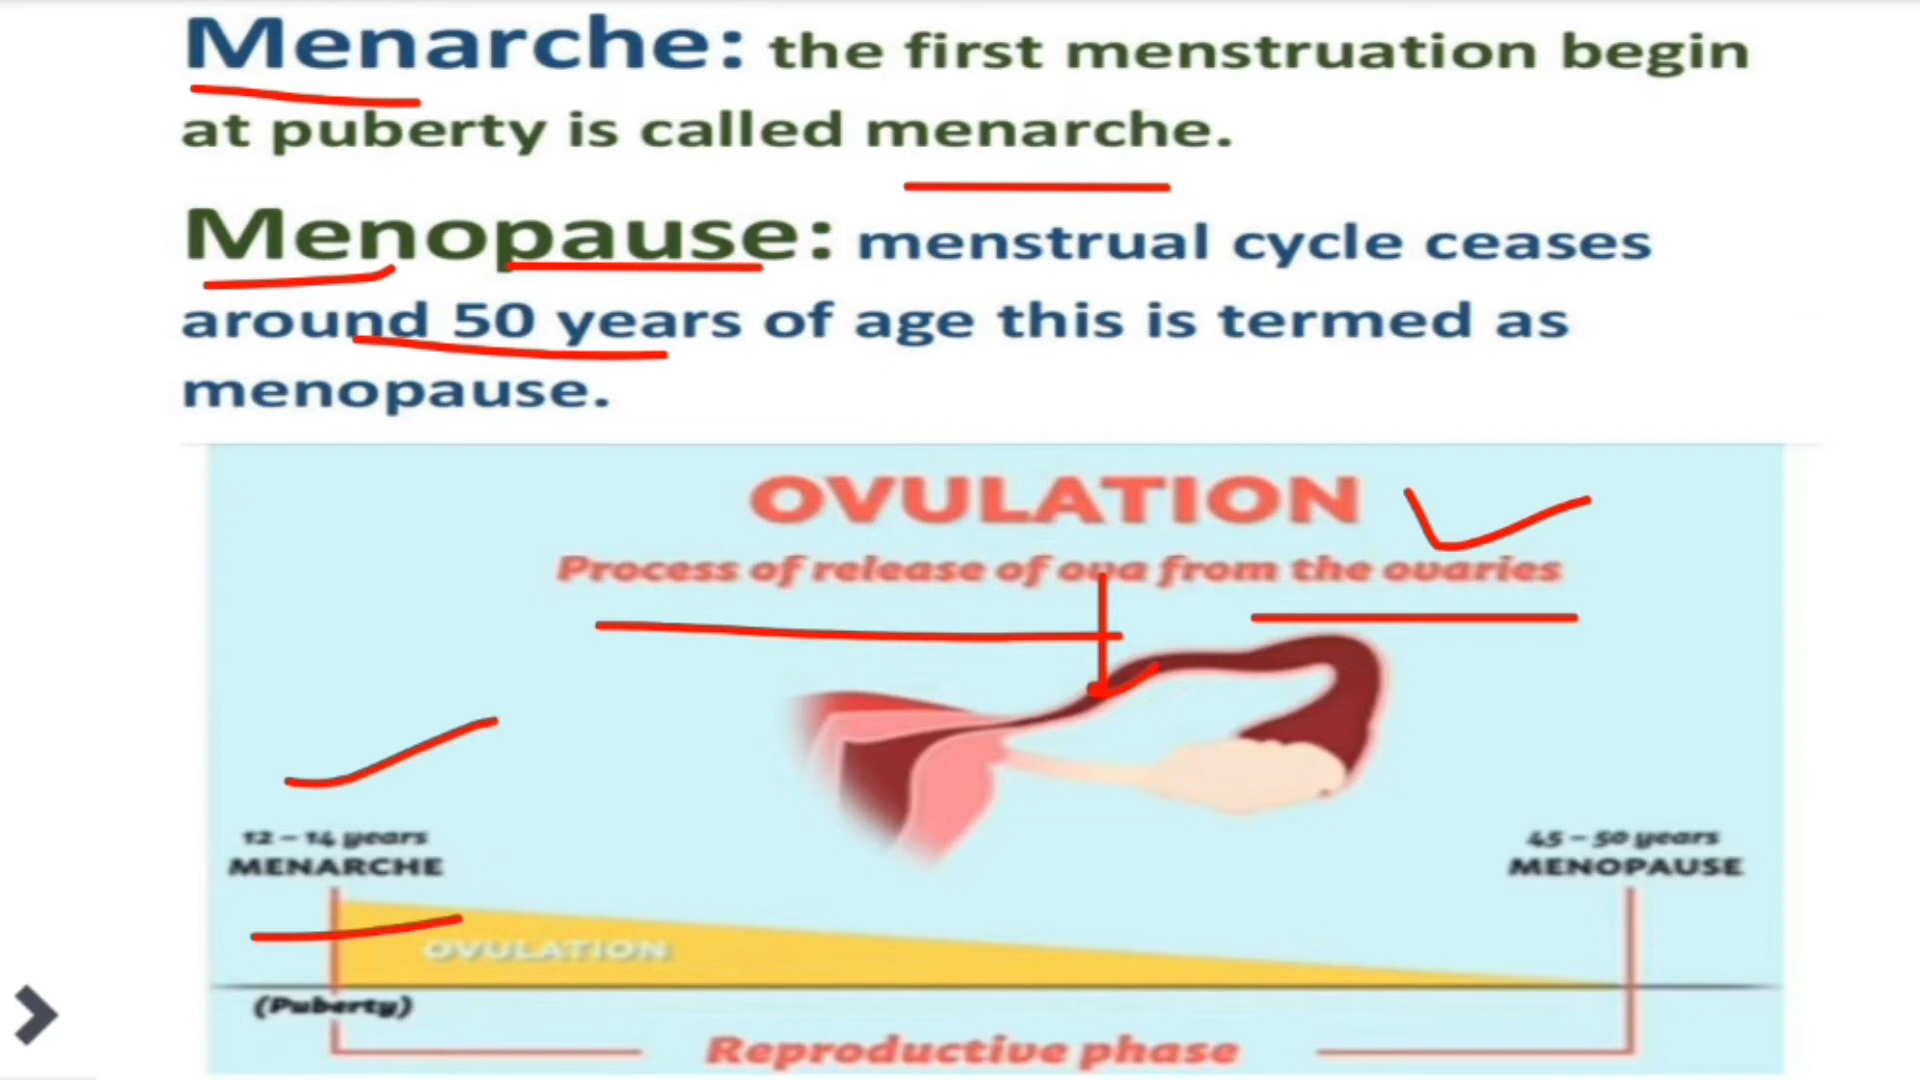 Menarche: the first menstruation begin
at puberty is called menarche.
Menopause: menstrual cycle ceases
around 50 years of age this is termed as
menopause.
OVULATION
Process of release of ova from the ovaries
12 – 14 years
MENARCHE
45 – 50 years
MENOPAUSE
OVULATION
(Puberty)
Reproductive phase